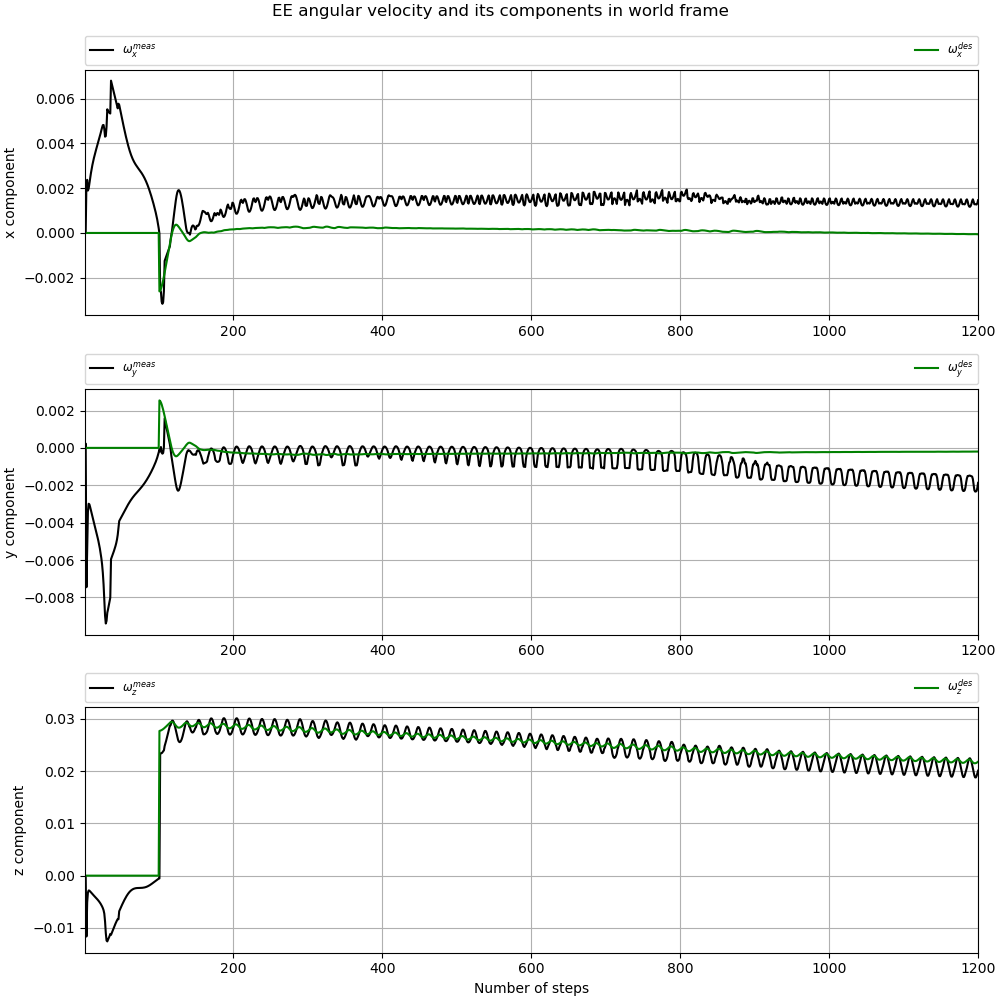 EE angular velocity and its components in world frame
ω_x^meas ω_x^des
x component
0.006
0.004
0.002
0.000
−0.002
200 400 600 800 1000 1200
ω_y^meas ω_y^des
y component
0.002
0.000
−0.002
−0.004
−0.006
−0.008
200 400 600 800 1000 1200
ω_z^meas ω_z^des
z component
0.03
0.02
0.01
0.00
−0.01
200 400 600 800 1000 1200
Number of steps